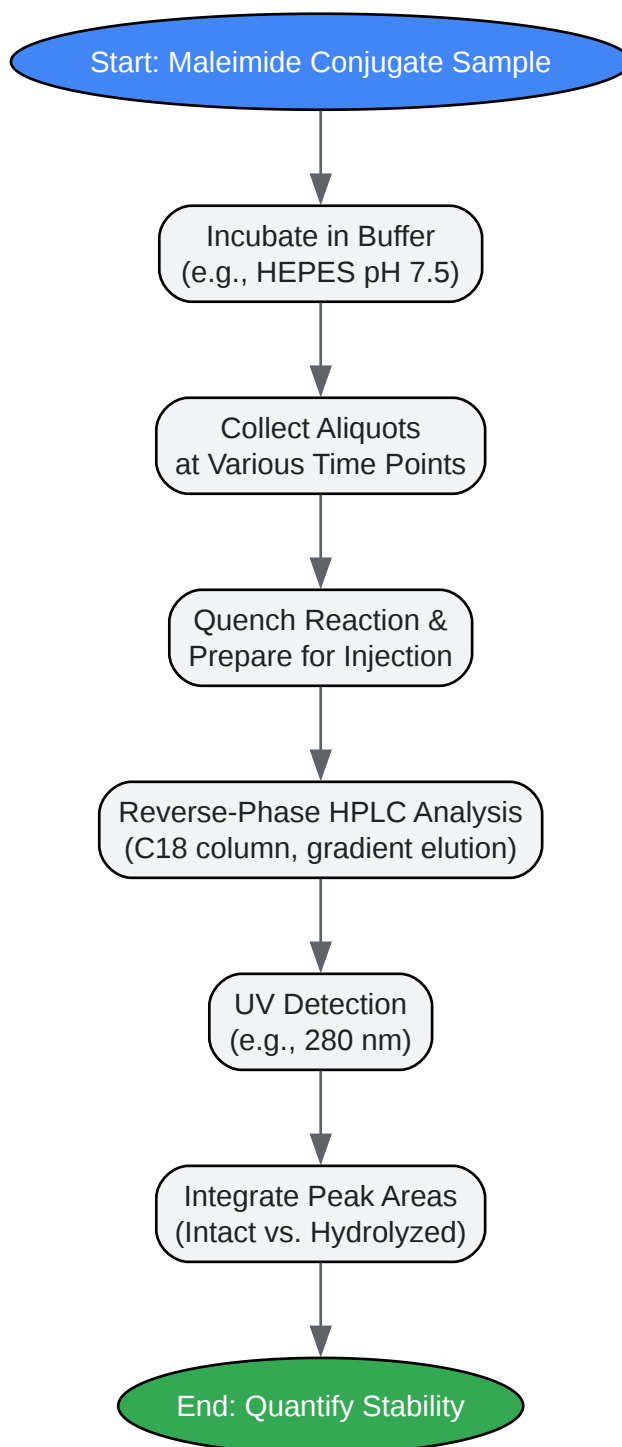 Start: Maleimide Conjugate Sample
Incubate in Buffer
(e.g., HEPES pH 7.5)
Collect Aliquots
at Various Time Points
Quench Reaction &
Prepare for Injection
Reverse-Phase HPLC Analysis
(C18 column, gradient elution)
UV Detection
(e.g., 280 nm)
Integrate Peak Areas
(Intact vs. Hydrolyzed)
End: Quantify Stability